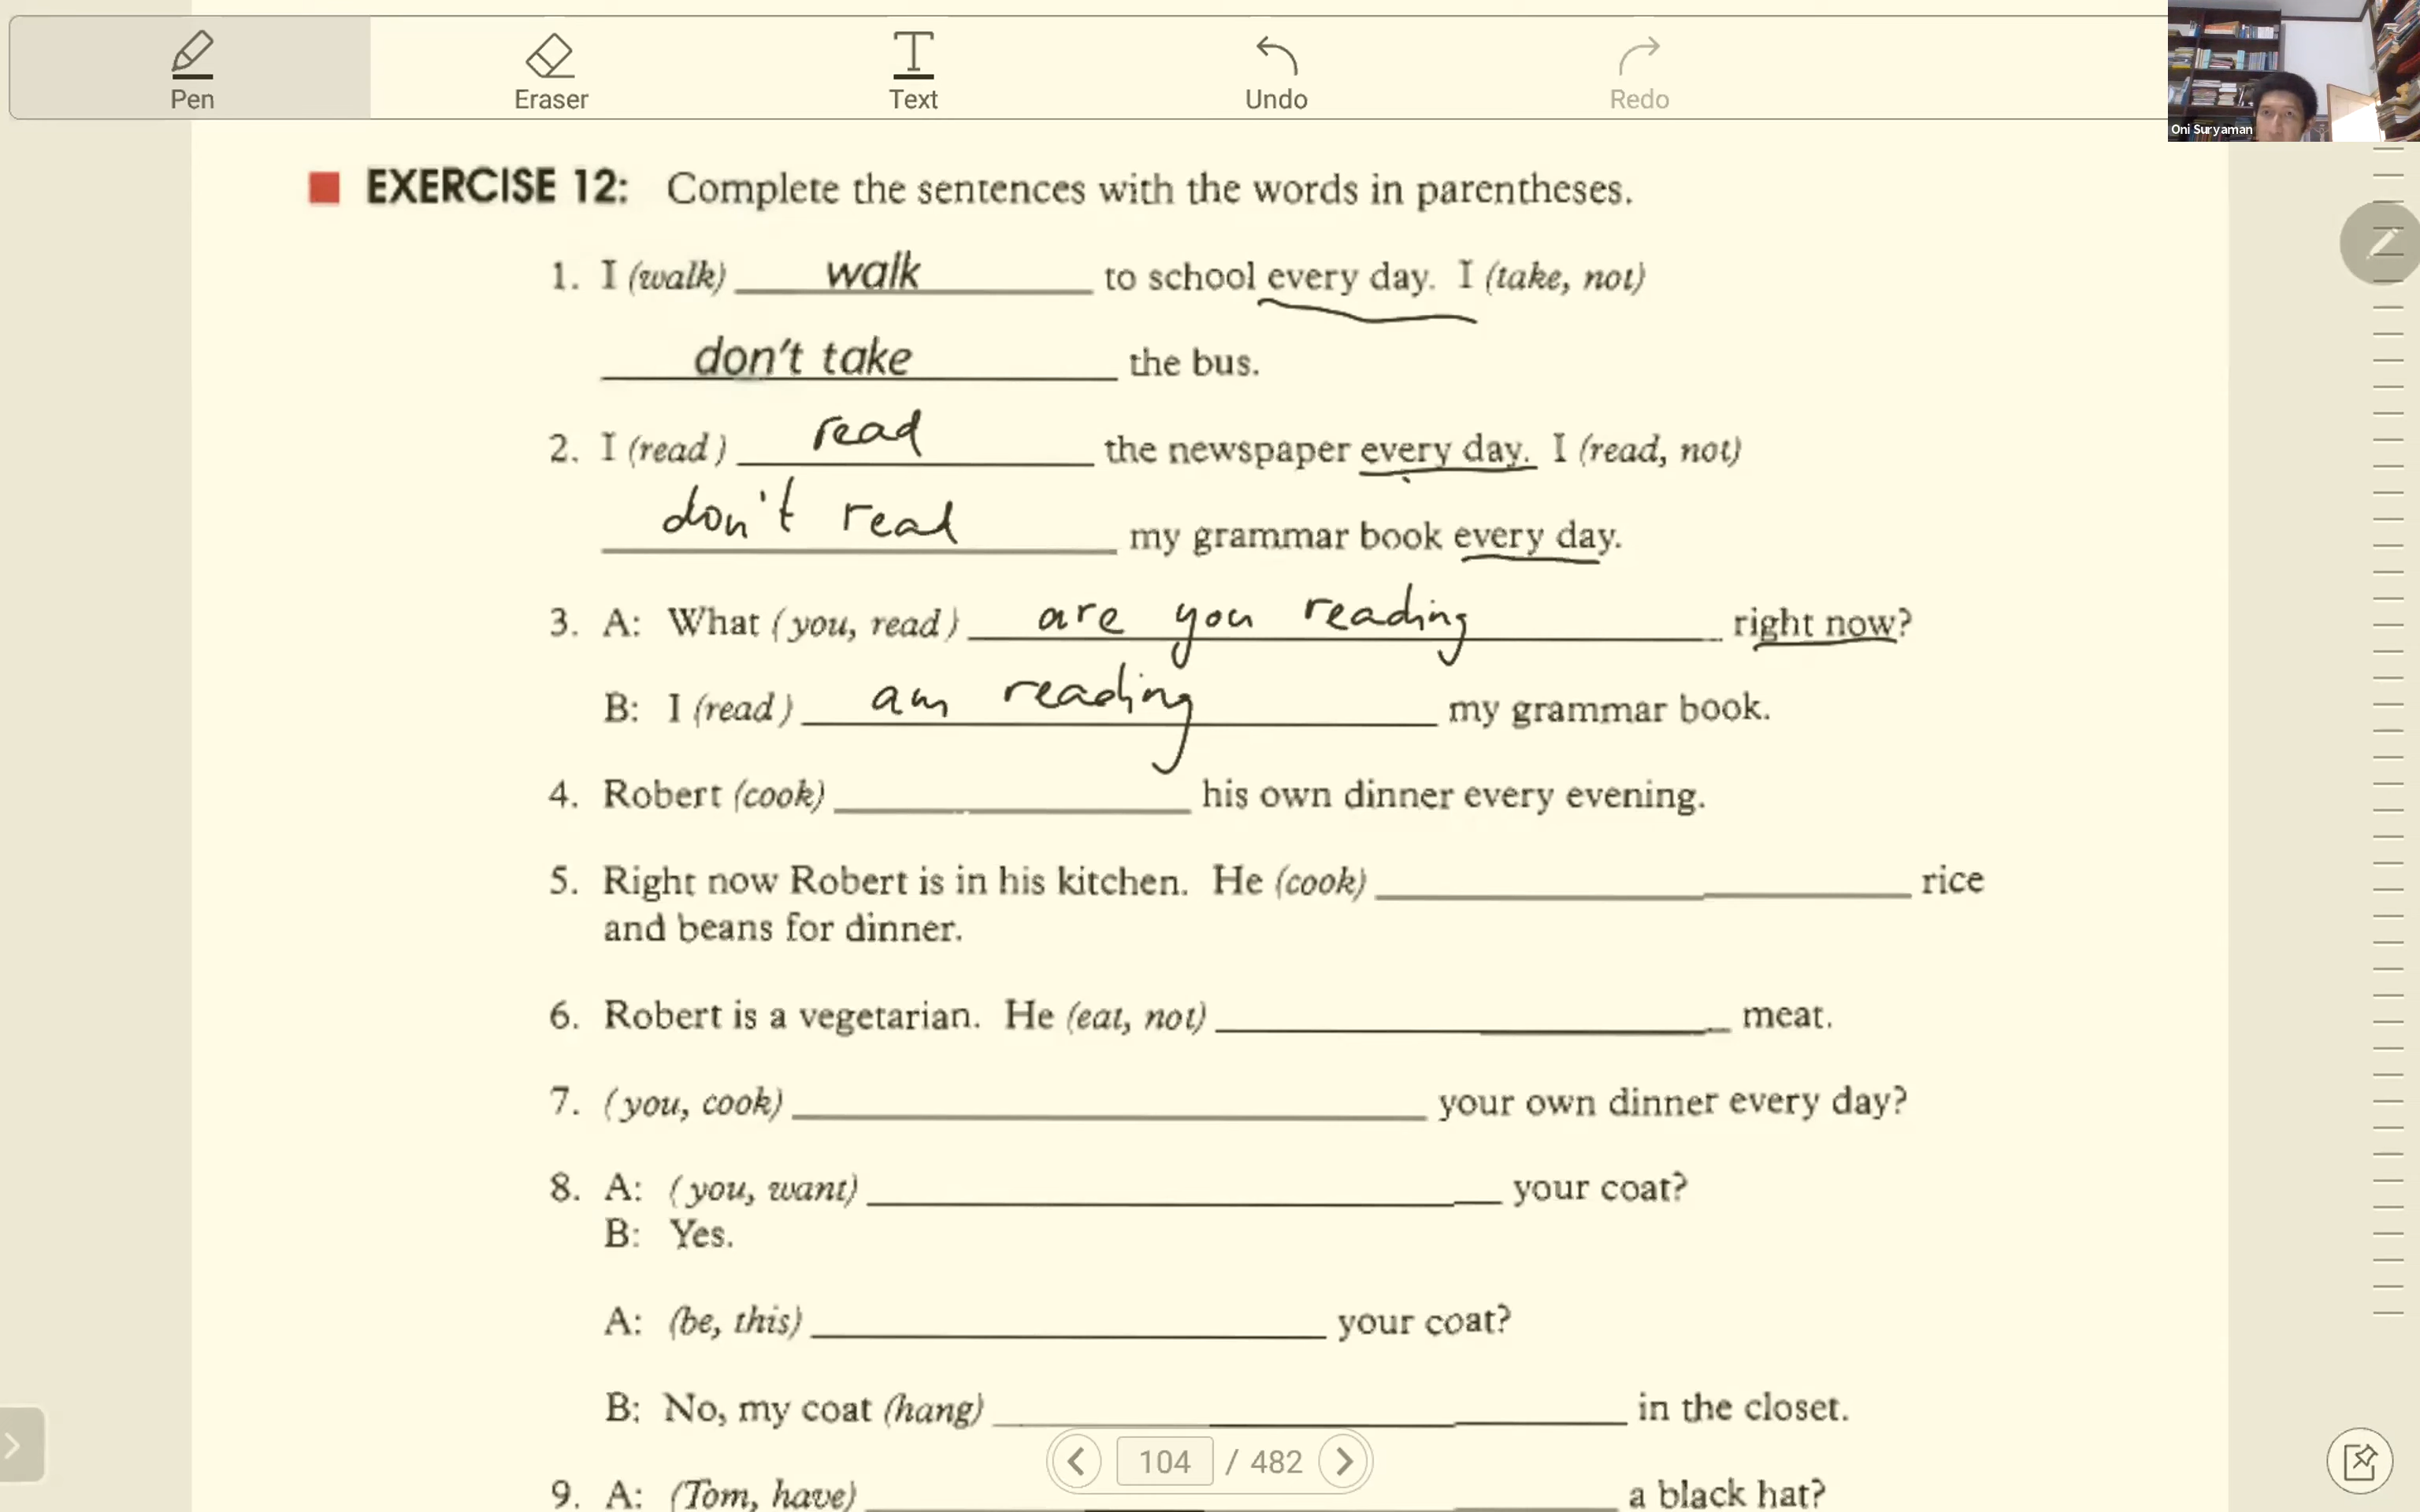 Pen
Eraser
Text
Undo
Redo
Oni Suryaman
EXERCISE 12: Complete the sentences with the words in parentheses.
1. I (walk) walk to school every day. I (take, not)
don't take the bus.
2. I (read) read the newspaper every day. I (read, not)
don't read my grammar book every day.
3. A: What (you, read) are you reading right now?
B: I (read) am reading my grammar book.
4. Robert (cook) his own dinner every evening.
5. Right now Robert is in his kitchen. He (cook) rice
and beans for dinner.
6. Robert is a vegetarian. He (eat, not) meat.
7. (you, cook) your own dinner every day?
8. A: (you, want) your coat?
B: Yes.
A: (be, this) your coat?
B: No, my coat (hang) in the closet.
104 / 482
9. A: (Tom, have) a black hat?